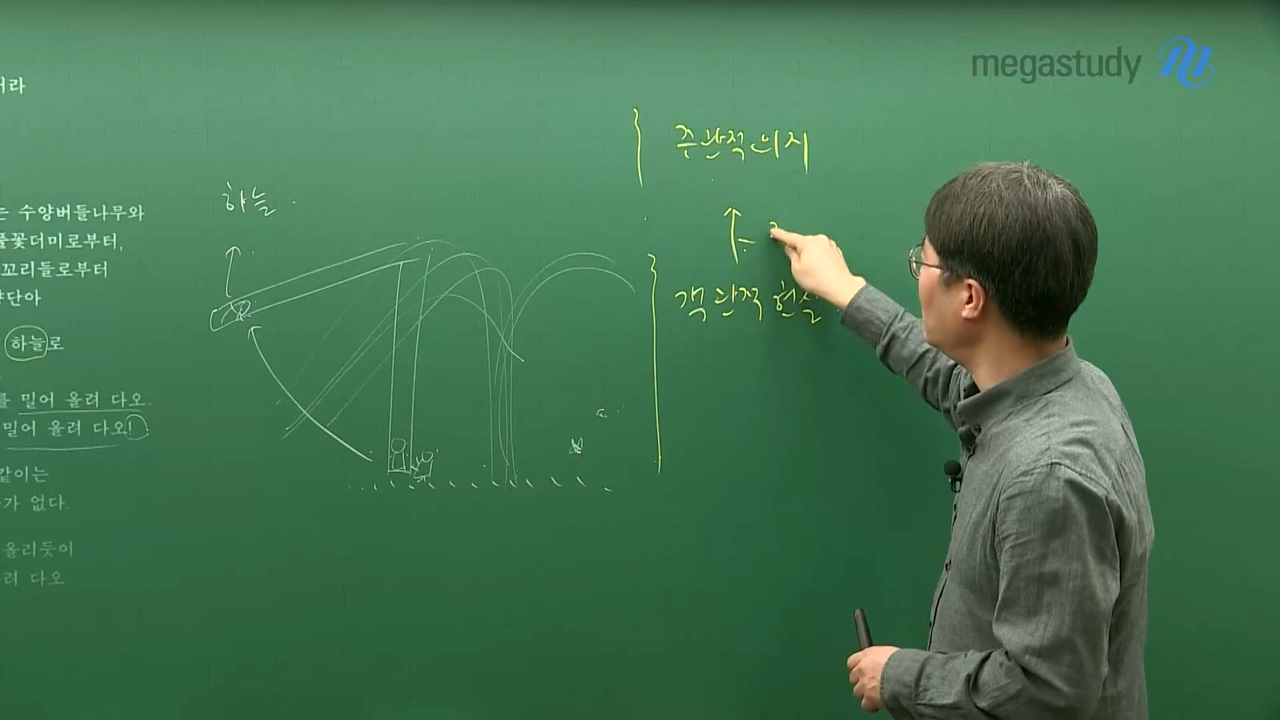 megastudy
어라
는 수양버들나무와
풀꽃더미로부터,
꼬리들로부터
향단아
하늘로
를 밀어 올려 다오.
밀어 올려 다오!
같이는
가 없다.
올리듯이
려 다오
하늘
주관적 의지
객관적 현실